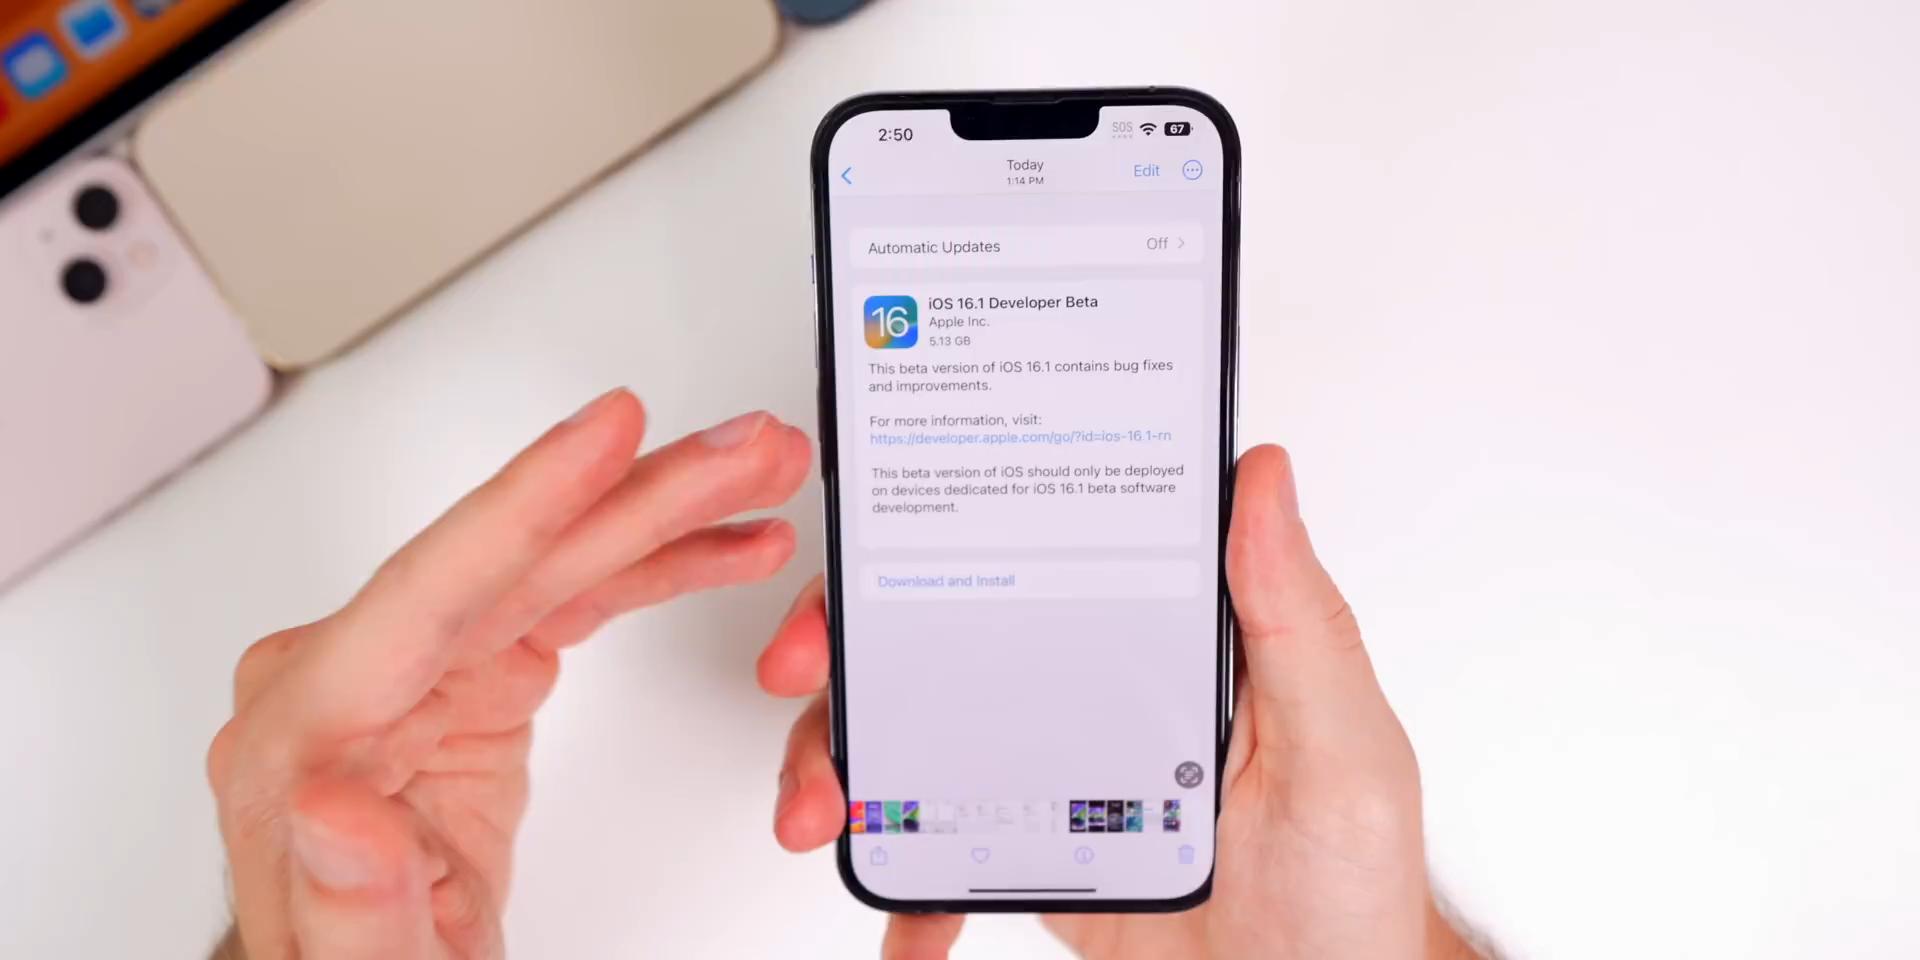 2:50
SOS
67
Today
1:14 PM
Edit
Automatic Updates
Off
16
iOS 16.1 Developer Beta
Apple Inc.
5.13 GB
This beta version of iOS 16.1 contains bug fixes
and improvements.
For more information, visit:
https://developer.apple.com/go/?id=ios-16.1-rn
This beta version of iOS should only be deployed
on devices dedicated for iOS 16.1 beta software
development.
Download and Install